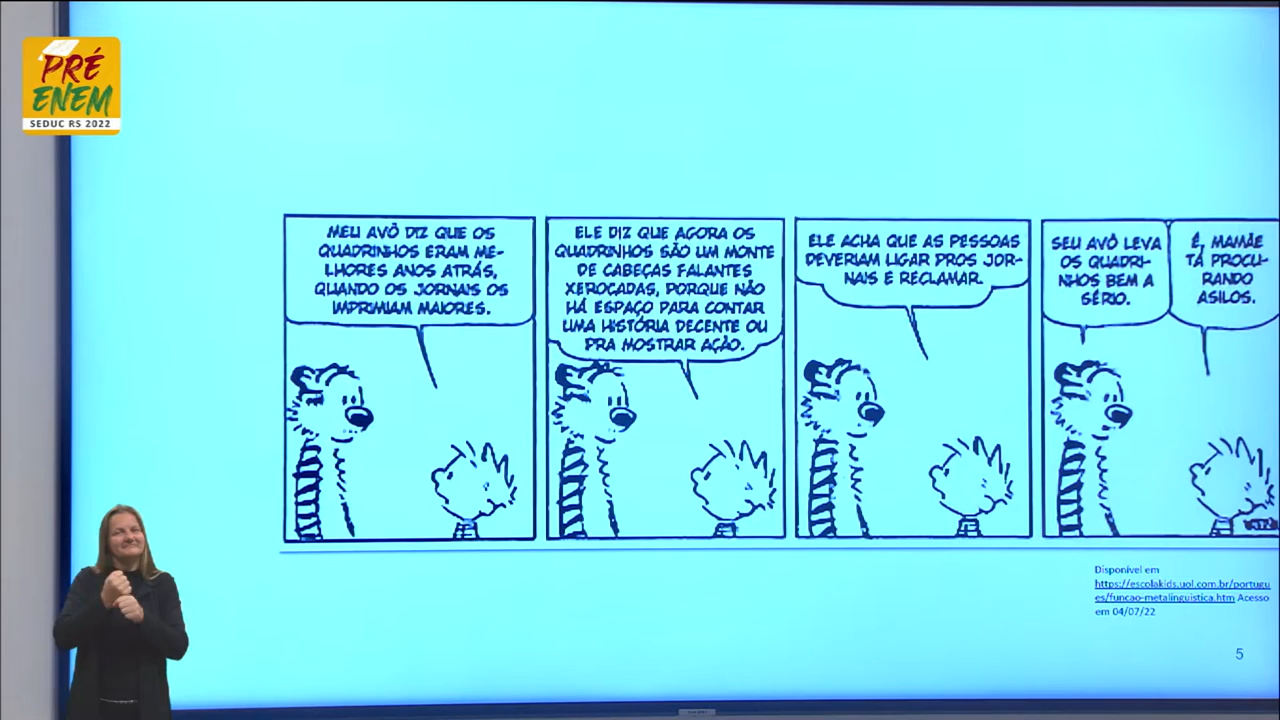 PRÉ
ENEM
SEDUC RS 2022
MEU AVÔ DIZ QUE OS
QUADRINHOS ERAM ME-
LHORES ANOS ATRÁS,
QUANDO OS JORNAIS OS
IMPRIMIAM MAIORES.
ELE DIZ QUE AGORA OS
QUADRINHOS SÃO UM MONTE
DE CABEÇAS FALANTES
XEROCADAS, PORQUE NÃO
HÁ ESPAÇO PARA CONTAR
UMA HISTÓRIA DECENTE OU
PRA MOSTRAR AÇÃO.
ELE ACHA QUE AS PESSOAS
DEVERIAM LIGAR PROS JOR-
NAIS E RECLAMAR.
SEU AVÔ LEVA
OS QUADRI-
NHOS BEM A
SÉRIO.
É, MAMÃE
TÁ PROCU-
RANDO
ASILOS.
Disponível em
https://escolakids.uol.com.br/portugu
es/funcao-metalinguistica.htm Acesso
em 04/07/22
5